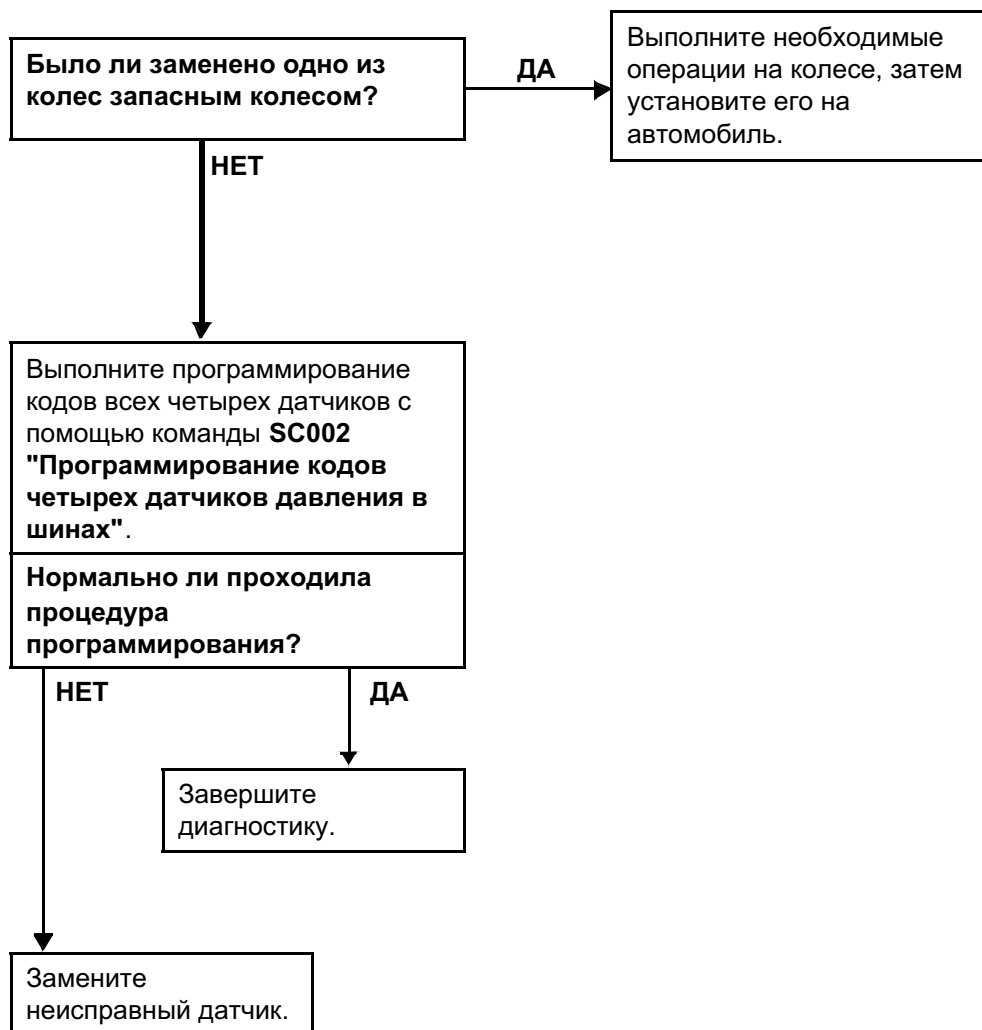 Было ли заменено одно из
колес запасным колесом?
ДА
Выполните необходимые
операции на колесе, затем
установите его на
автомобиль.
НЕТ
Выполните программирование
кодов всех четырех датчиков с
помощью команды SC002
"Программирование кодов
четырех датчиков давления в
шинах".
Нормально ли проходила
процедура
программирования?
НЕТ
ДА
Завершите
диагностику.
Замените
неисправный датчик.